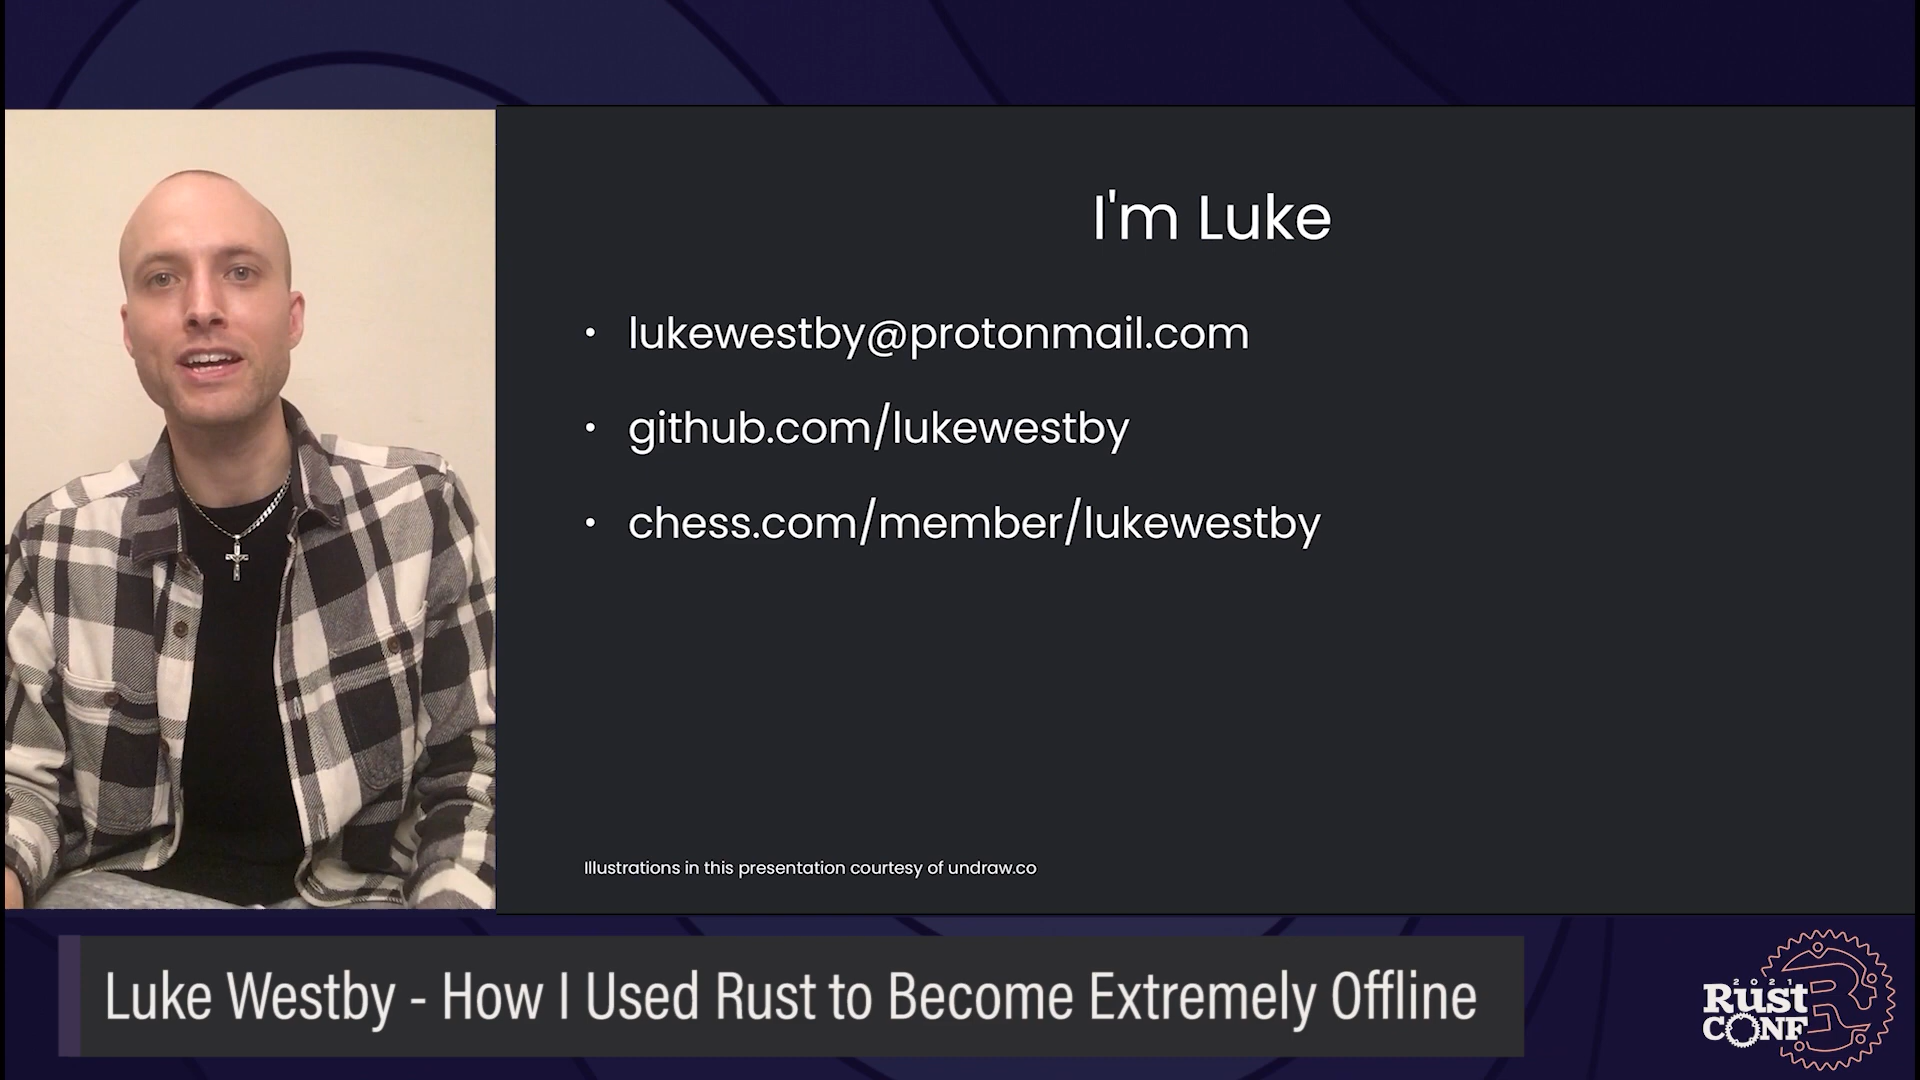 I'm Luke
• lukewestby@protonmail.com
• github.com/lukewestby
• chess.com/member/lukewestby
Illustrations in this presentation courtesy of undraw.co
Luke Westby - How I Used Rust to Become Extremely Offline
2021
Rust
CONF
R